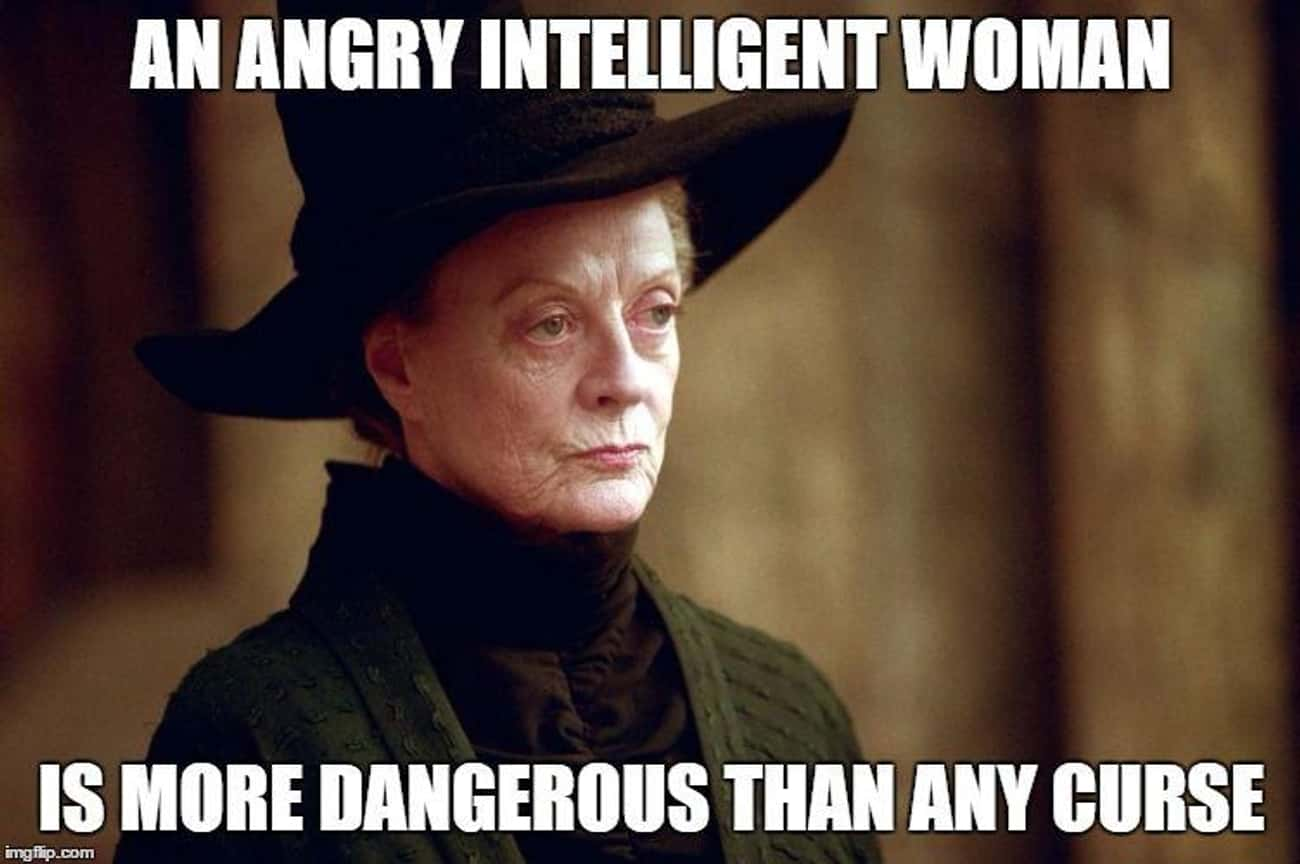 AN ANGRY INTELLIGENT WOMAN
IS MORE DANGEROUS THAN ANY CURSE
imgflip.com